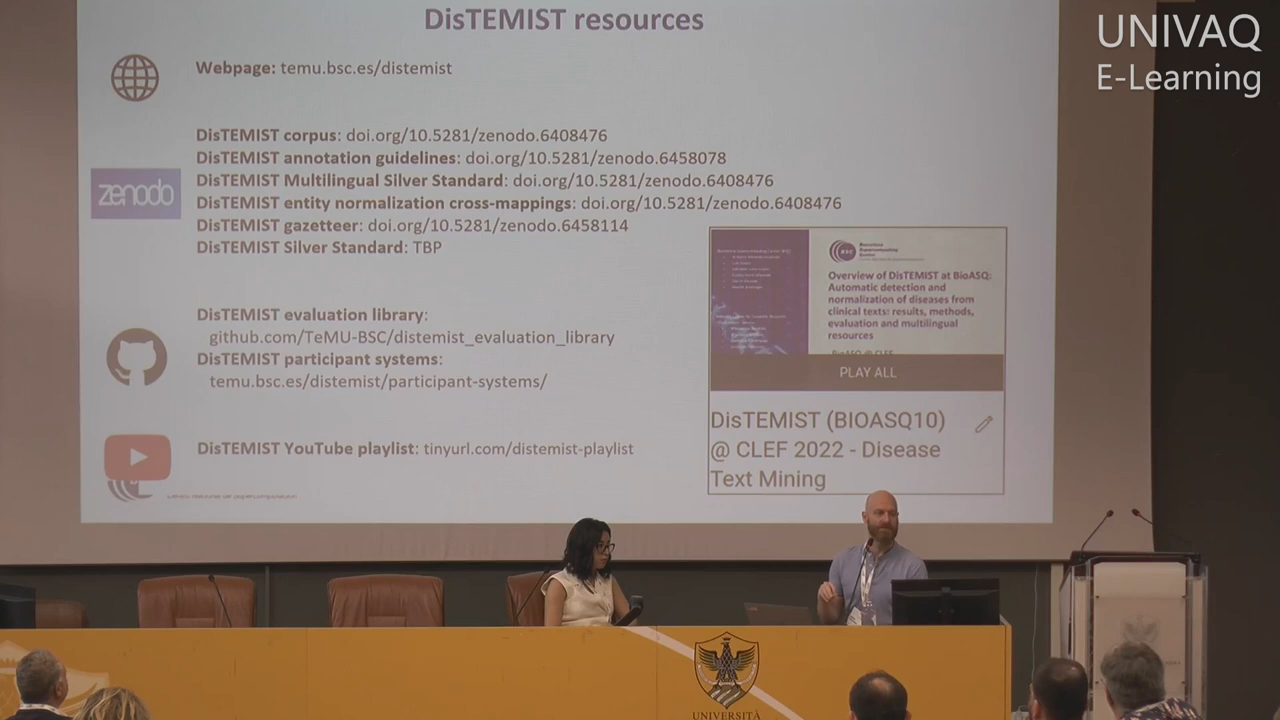 DisTEMIST resources
UNIVAQ
E-Learning
Webpage: temu.bsc.es/distemist
zenodo
DisTEMIST corpus: doi.org/10.5281/zenodo.6408476
DisTEMIST annotation guidelines: doi.org/10.5281/zenodo.6458078
DisTEMIST Multilingual Silver Standard: doi.org/10.5281/zenodo.6408476
DisTEMIST entity normalization cross-mappings: doi.org/10.5281/zenodo.6408476
DisTEMIST gazetteer: doi.org/10.5281/zenodo.6458114
DisTEMIST Silver Standard: TBP
DisTEMIST evaluation library:
github.com/TeMU-BSC/distemist_evaluation_library
DisTEMIST participant systems:
temu.bsc.es/distemist/participant-systems/
DisTEMIST YouTube playlist: tinyurl.com/distemist-playlist
BSC
Barcelona
Supercomputing
Center
Overview of DisTEMIST at BioASQ:
Automatic detection and
normalization of diseases from
clinical texts: results, methods,
evaluation and multilingual
resources
PLAY ALL
DisTEMIST (BIOASQ10)
@ CLEF 2022 - Disease
Text Mining
UNIVERSITÀ